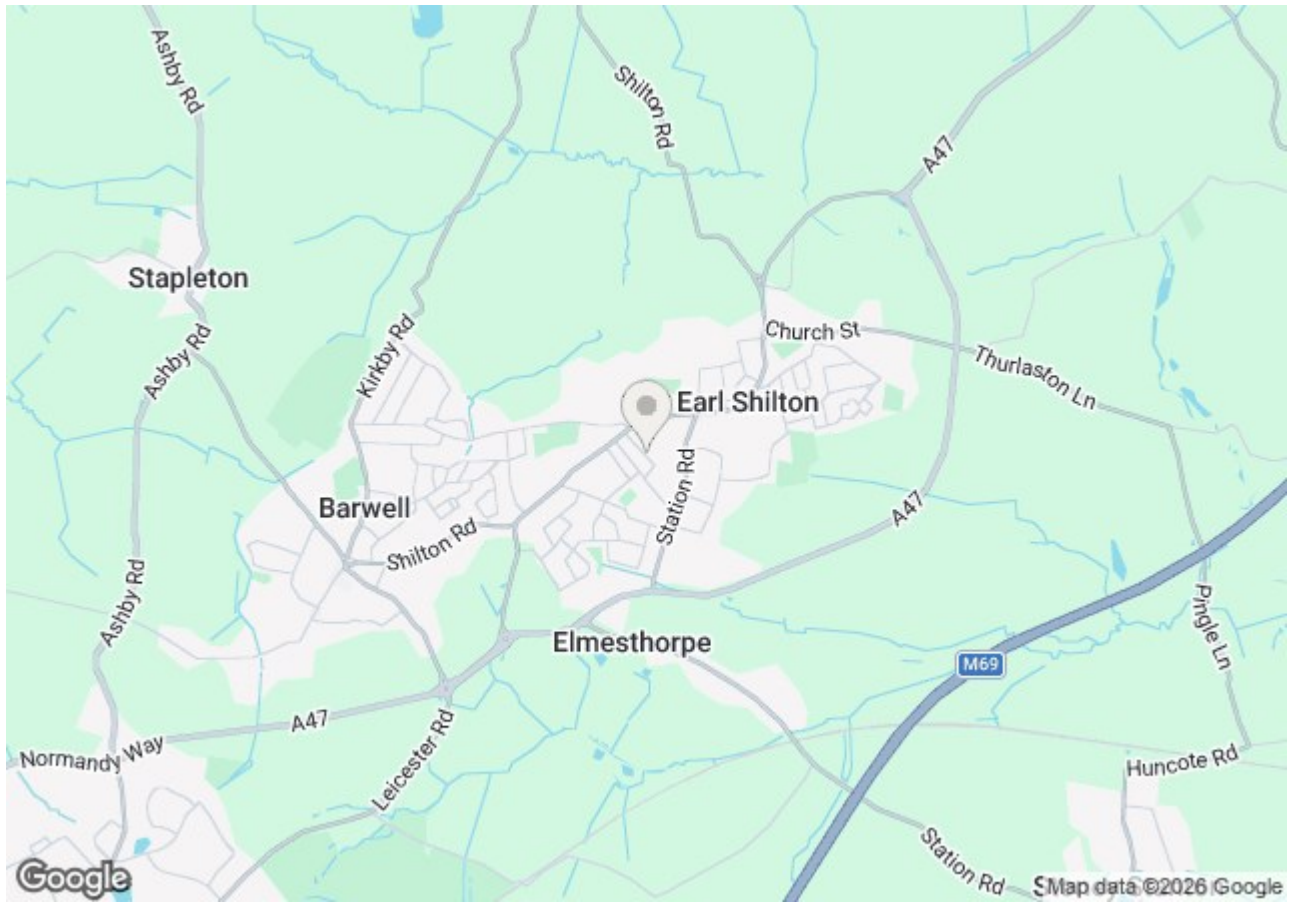 Ashby Rd
Shilton Rd
A47
Stapleton
Ashby Rd
Kirkby Rd
Church St
Thurlaston Ln
Earl Shilton
Barwell
Shilton Rd
Station Rd
A47
Ashby Rd
Elmesthorpe
M69
Pingle Ln
A47
Normandy Way
Leicester Rd
Huncote Rd
Station Rd
Google
Map data ©2026 Google